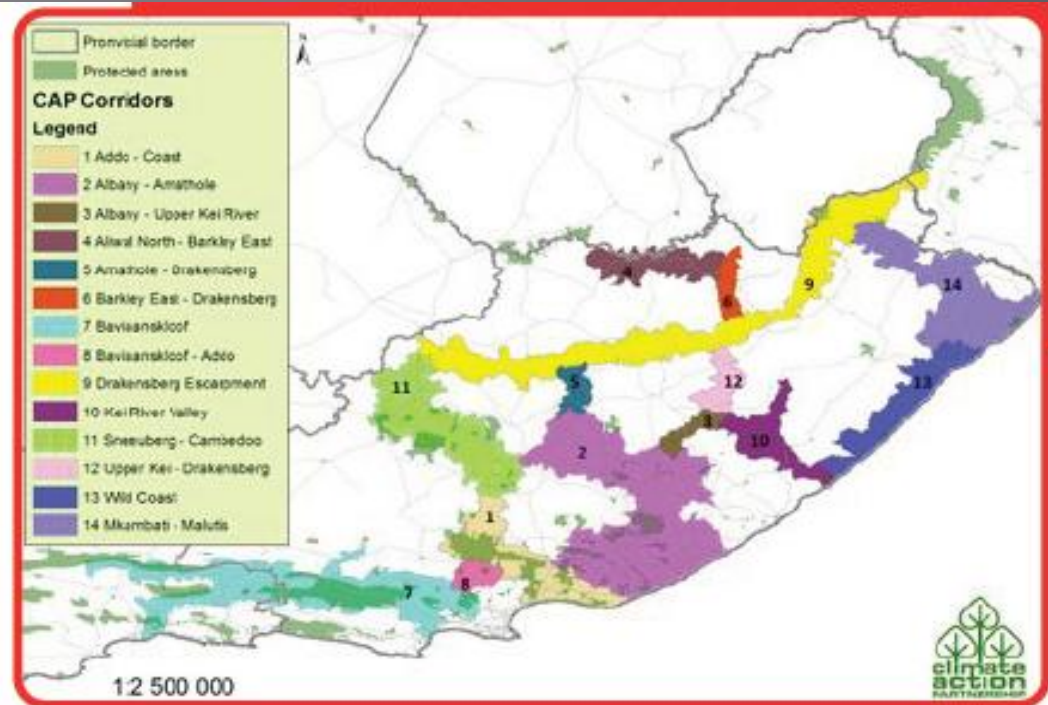 Pronvisial border
Protected areas
CAP Corridors
Legend
1 Addo - Coast
2 Albany - Amathole
3 Albany - Upper Kei River
4 Aliwal North - Barkley East
5 Amathole - Drakensberg
6 Barkley East - Drakensberg
7 Baviaanskloof
8 Baviaanskloof - Addo
9 Drakensberg Escarpment
10 Kei River Valley
11 Sneeuberg - Cambedoo
12 Upper Kei - Drakensberg
13 Wild Coast
14 Mkambati - Malutis
N
4
6
9
14
11
5
12
13
3
2
10
1
8
7
1:2 500 000
climate
action
PARTNERSHIP